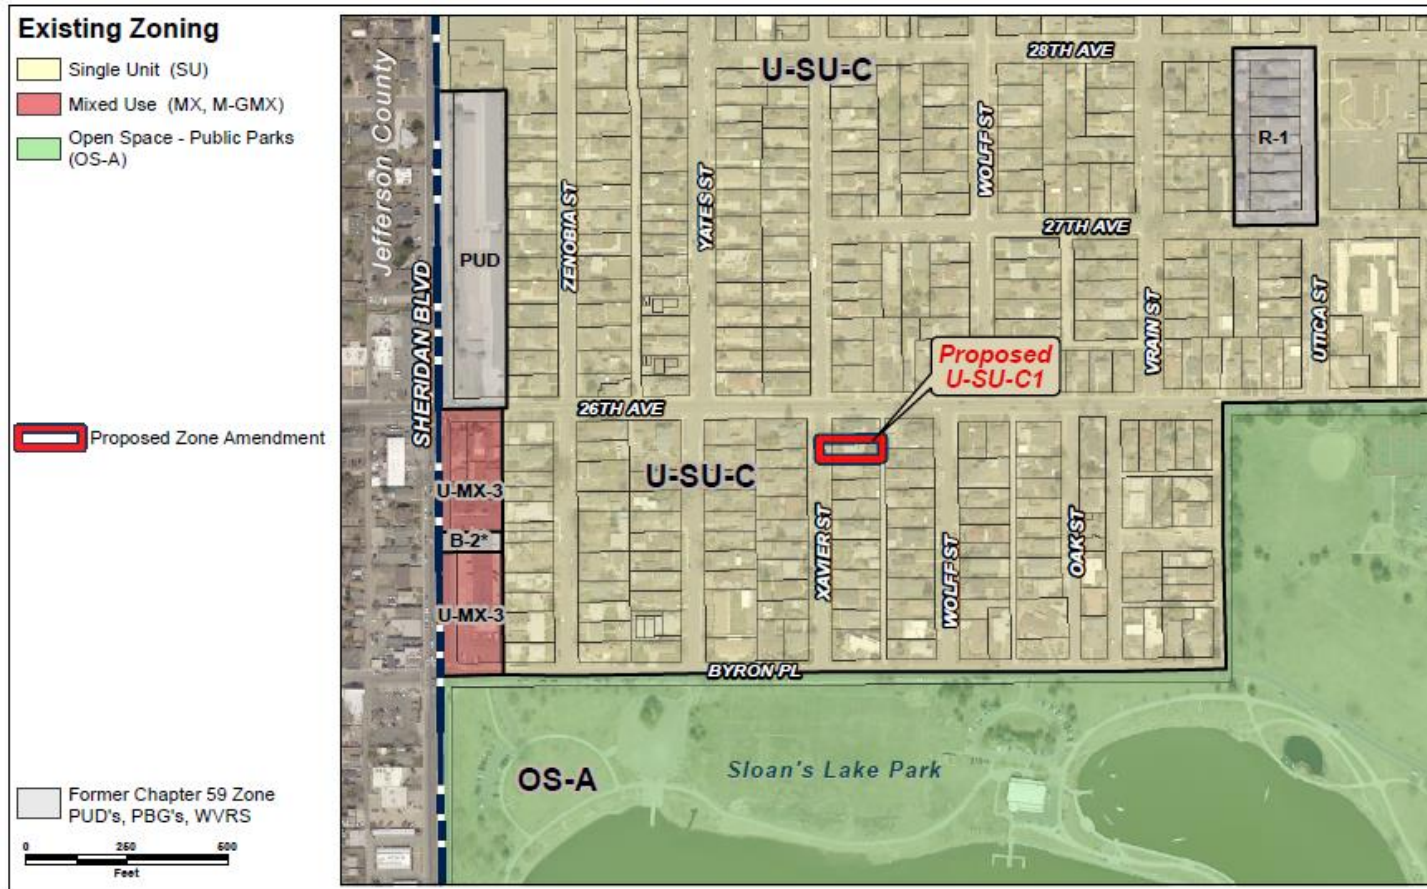 Existing Zoning
Single Unit (SU)
Mixed Use (MX, M-GMX)
Open Space - Public Parks
(OS-A)
Proposed Zone Amendment
Former Chapter 59 Zone
PUD's, PBG's, WVRS
0 250 500
Feet
Jefferson County
SHERIDAN BLVD
U-SU-C
28TH AVE
WOLFF ST
R-1
ZENOBIA ST
YATES ST
27TH AVE
PUD
VRAIN ST
UTICA ST
Proposed
U-SU-C1
26TH AVE
U-SU-C
U-MX-3
B-2*
XAVIER ST
WOLFF ST
OAK ST
U-MX-3
BYRON PL
OS-A
Sloan's Lake Park